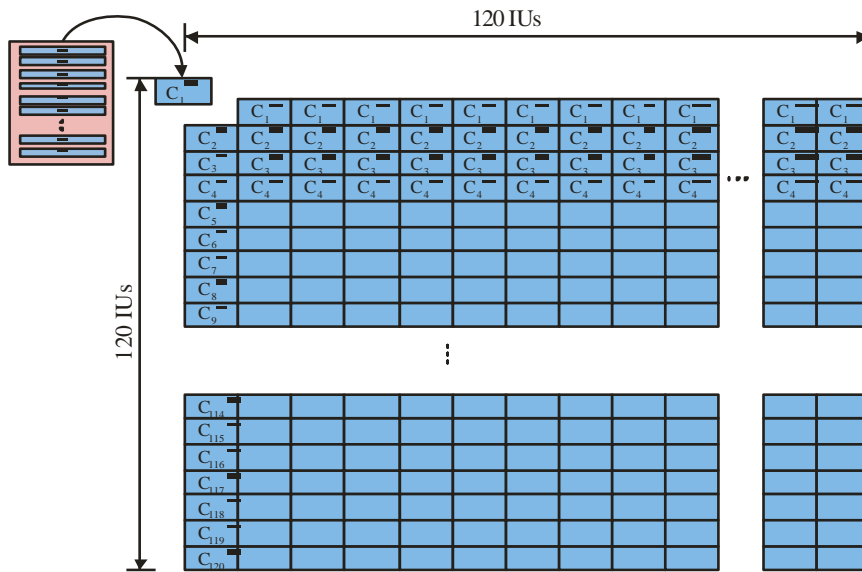 120 IUs
C1
C1 C1 C1 C1 C1 C1 C1 C1 C1 C1 C1
C2 C2 C2 C2 C2 C2 C2 C2 C2 C2 C2 C2
C3 C3 C3 C3 C3 C3 C3 C3 C3 C3 C3 C3
C4 C4 C4 C4 C4 C4 C4 C4 C4 C4 ... C4 C4
C5
C6
C7
C8
C9
120 IUs
C114
C115
C116
C117
C118
C119
C120